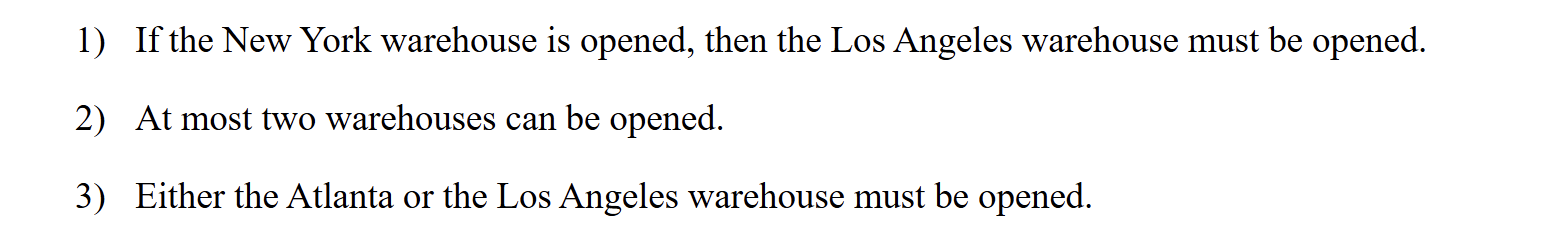 1) If the New York warehouse is opened, then the Los Angeles warehouse must be opened.
2) At most two warehouses can be opened.
3) Either the Atlanta or the Los Angeles warehouse must be opened.